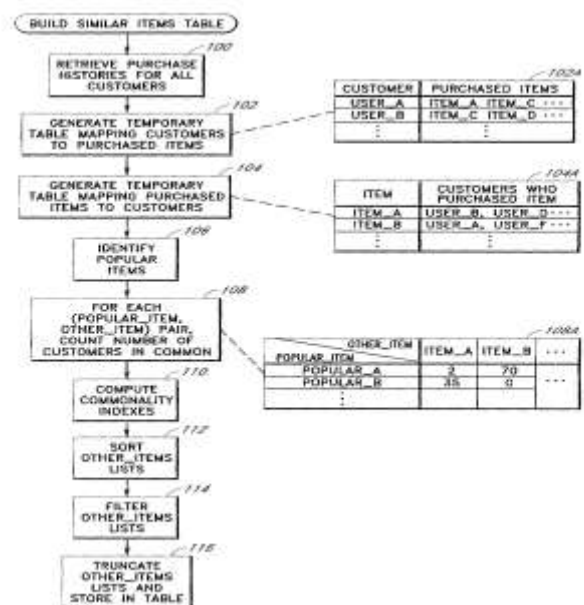 BUILD SIMILAR ITEMS TABLE
100
RETRIEVE PURCHASE
HISTORIES FOR ALL
CUSTOMERS
102
GENERATE TEMPORARY
TABLE MAPPING CUSTOMERS
TO PURCHASED ITEMS
102A
CUSTOMER PURCHASED ITEMS
USER_A ITEM_A ITEM_C ···
USER_B ITEM_C ITEM_D ···
104
GENERATE TEMPORARY
TABLE MAPPING PURCHASED
ITEMS TO CUSTOMERS
104A
ITEM CUSTOMERS WHO
PURCHASED ITEM
ITEM_A USER_B, USER_D···
ITEM_B USER_A, USER_F···
106
IDENTIFY
POPULAR
ITEMS
108
FOR EACH
(POPULAR_ITEM,
OTHER_ITEM) PAIR,
COUNT NUMBER OF
CUSTOMERS IN COMMON
108A
OTHER_ITEM ITEM_A ITEM_B ···
POPULAR_ITEM
POPULAR_A 2 70
POPULAR_B 35 0 ···
110
COMPUTE
COMMONALITY
INDEXES
112
SORT
OTHER_ITEMS
LISTS
114
FILTER
OTHER_ITEMS
LISTS
116
TRUNCATE
OTHER_ITEMS
LISTS AND
STORE IN TABLE